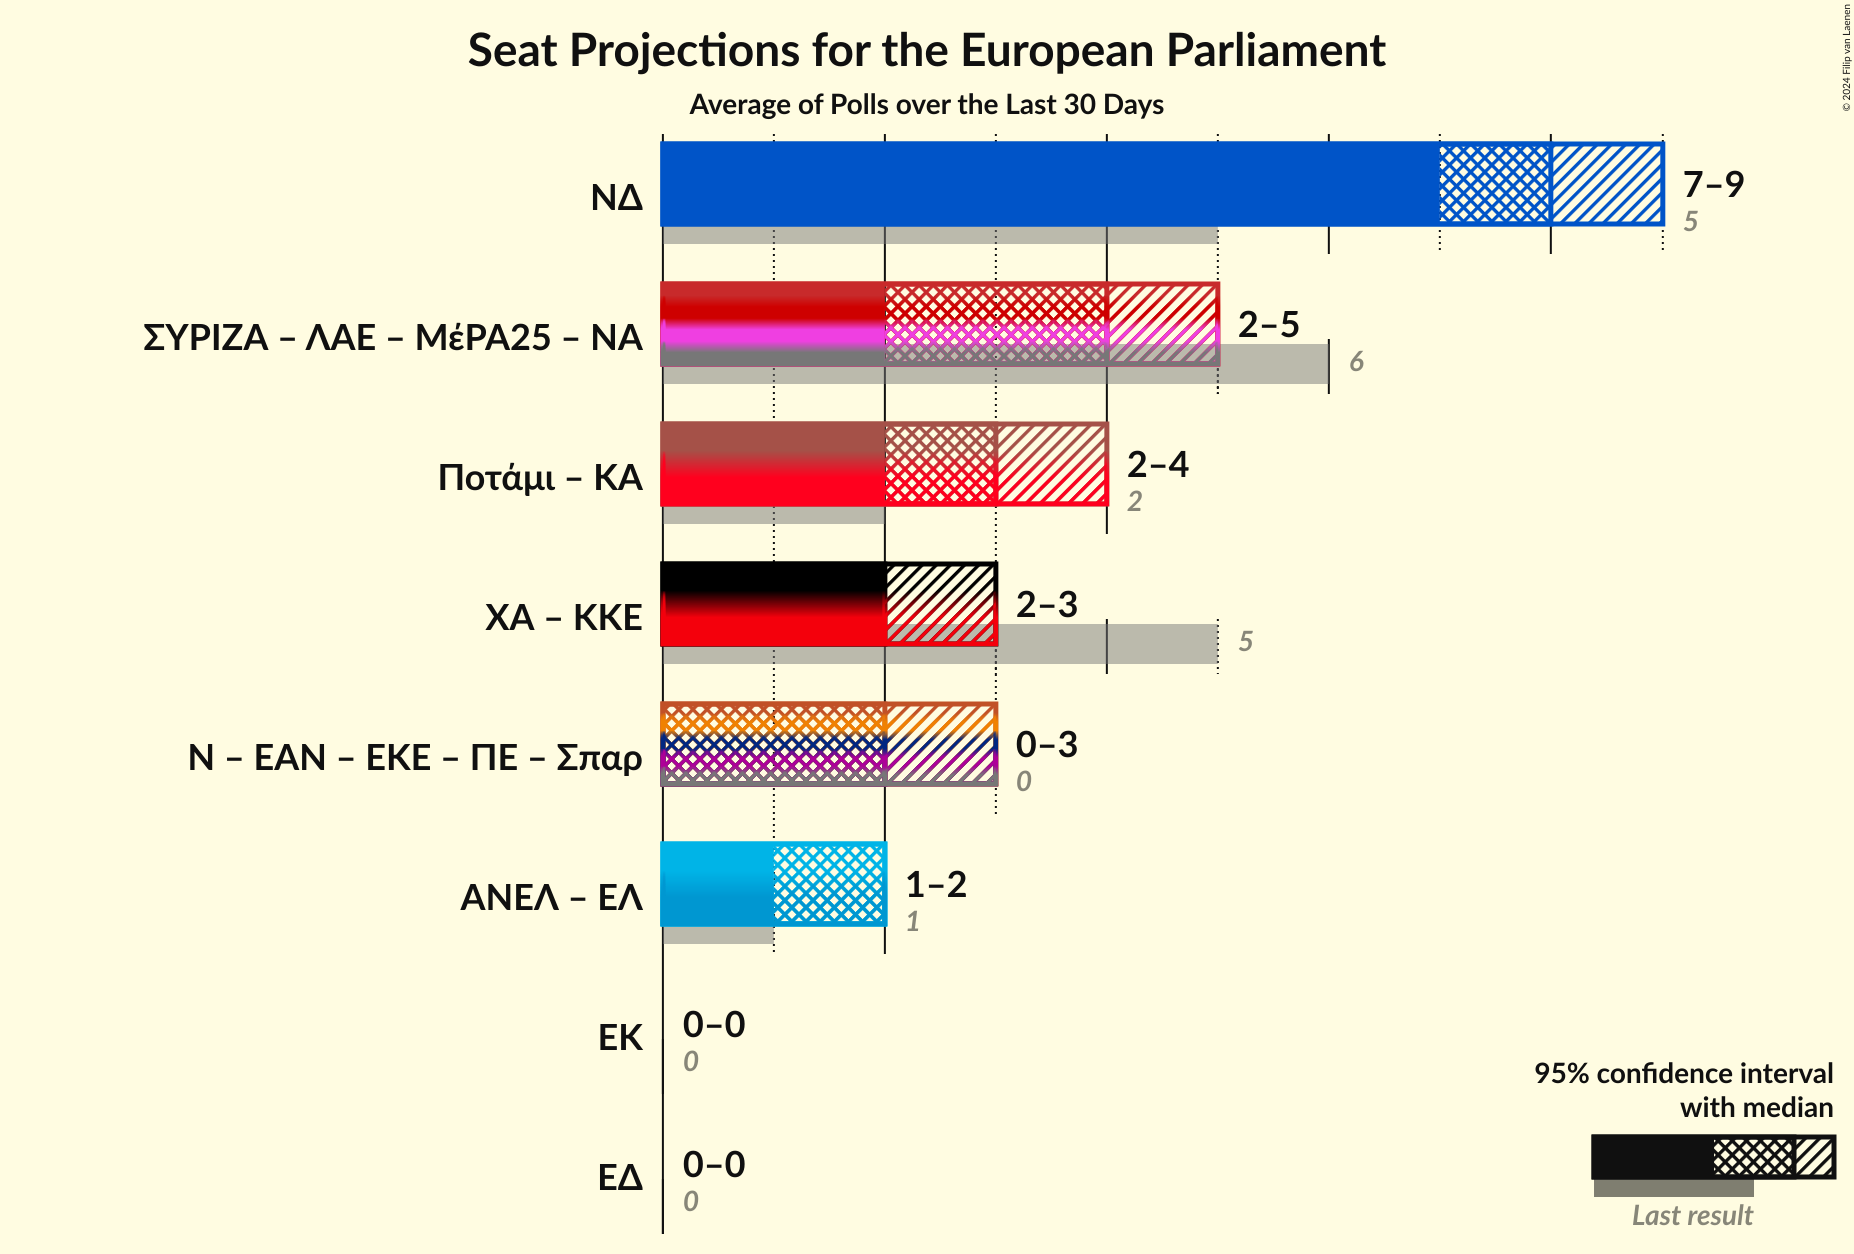 Seat Projections for the European Parliament
Average of Polls over the Last 30 Days
© 2024 Filip van Laenen
ΝΔ
7–9
5
ΣΥΡΙΖΑ – ΛΑΕ – ΜέΡΑ25 – ΝΑ
2–5
6
Ποτάμι – ΚΑ
2–4
2
ΧΑ – ΚΚΕ
2–3
5
Ν – ΕΑΝ – ΕΚΕ – ΠΕ – Σπαρ
0–3
0
ΑΝΕΛ – ΕΛ
1–2
1
ΕΚ
0–0
0
ΕΔ
0–0
0
95% confidence interval
with median
Last result